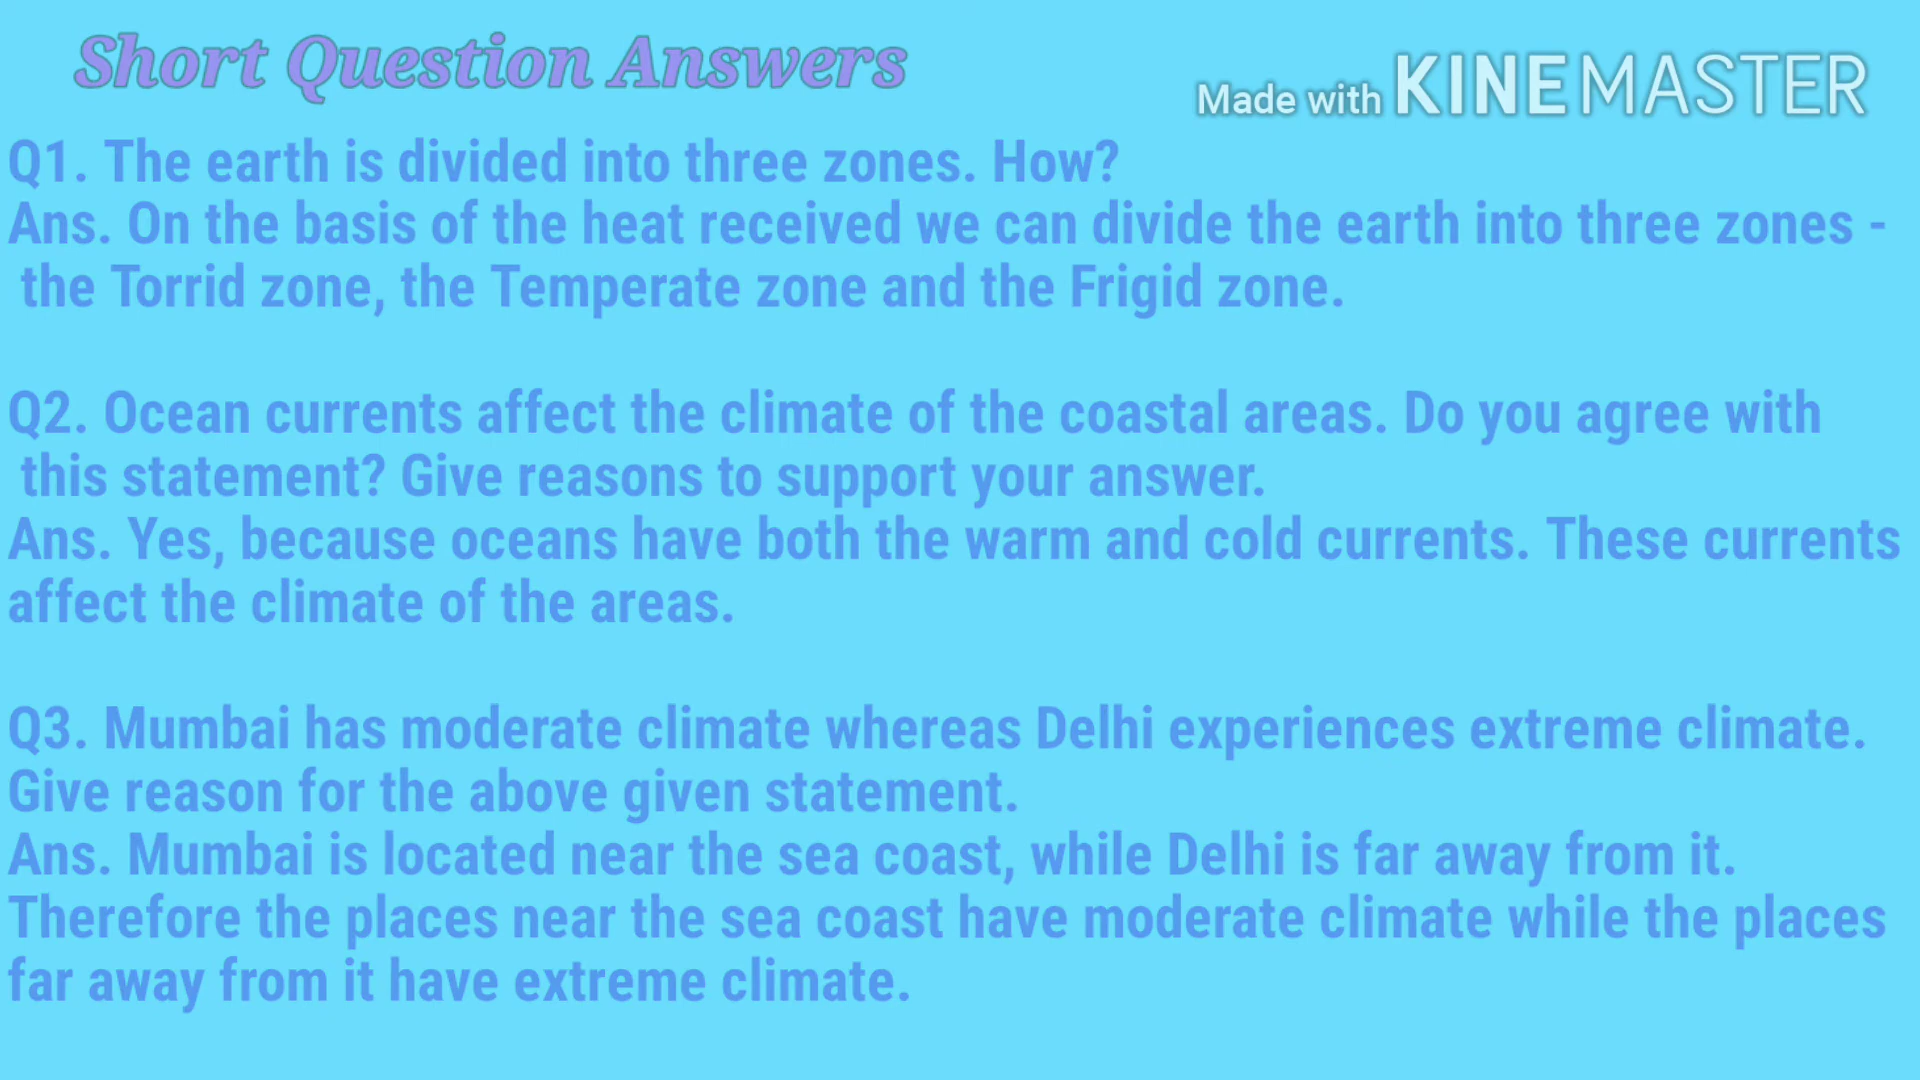 Short Question Answers
Made with KINEMASTER
Q1. The earth is divided into three zones. How?
Ans. On the basis of the heat received we can divide the earth into three zones -
the Torrid zone, the Temperate zone and the Frigid zone.
Q2. Ocean currents affect the climate of the coastal areas. Do you agree with
this statement? Give reasons to support your answer.
Ans. Yes, because oceans have both the warm and cold currents. These currents
affect the climate of the areas.
Q3. Mumbai has moderate climate whereas Delhi experiences extreme climate.
Give reason for the above given statement.
Ans. Mumbai is located near the sea coast, while Delhi is far away from it.
Therefore the places near the sea coast have moderate climate while the places
far away from it have extreme climate.